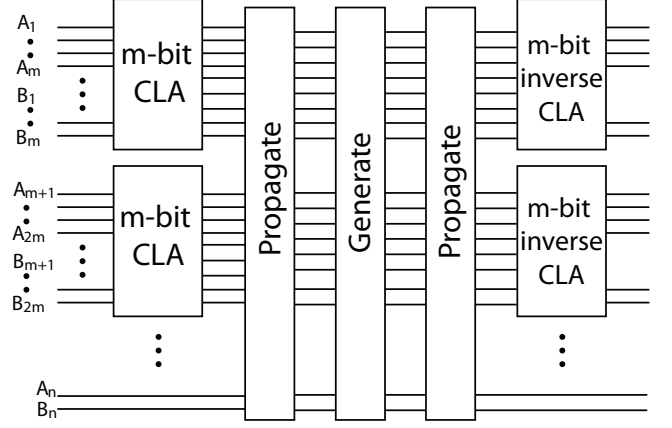 A1
Am
B1
Bm
m-bit
CLA
Am+1
A2m
Bm+1
B2m
m-bit
CLA
An
Bn
Propagate
Generate
Propagate
m-bit
inverse
CLA
m-bit
inverse
CLA